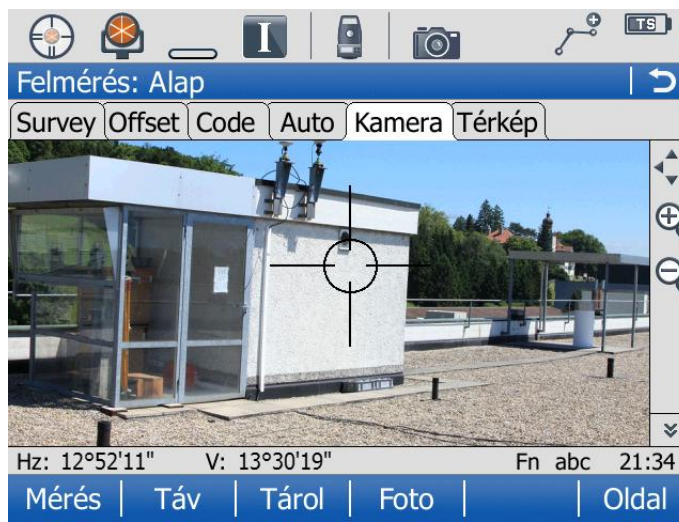 I
TS
Felmérés: Alap
Survey Offset Code Auto Kamera Térkép
Hz: 12°52'11" V: 13°30'19" Fn abc 21:34
Mérés Táv Tárol Foto Oldal